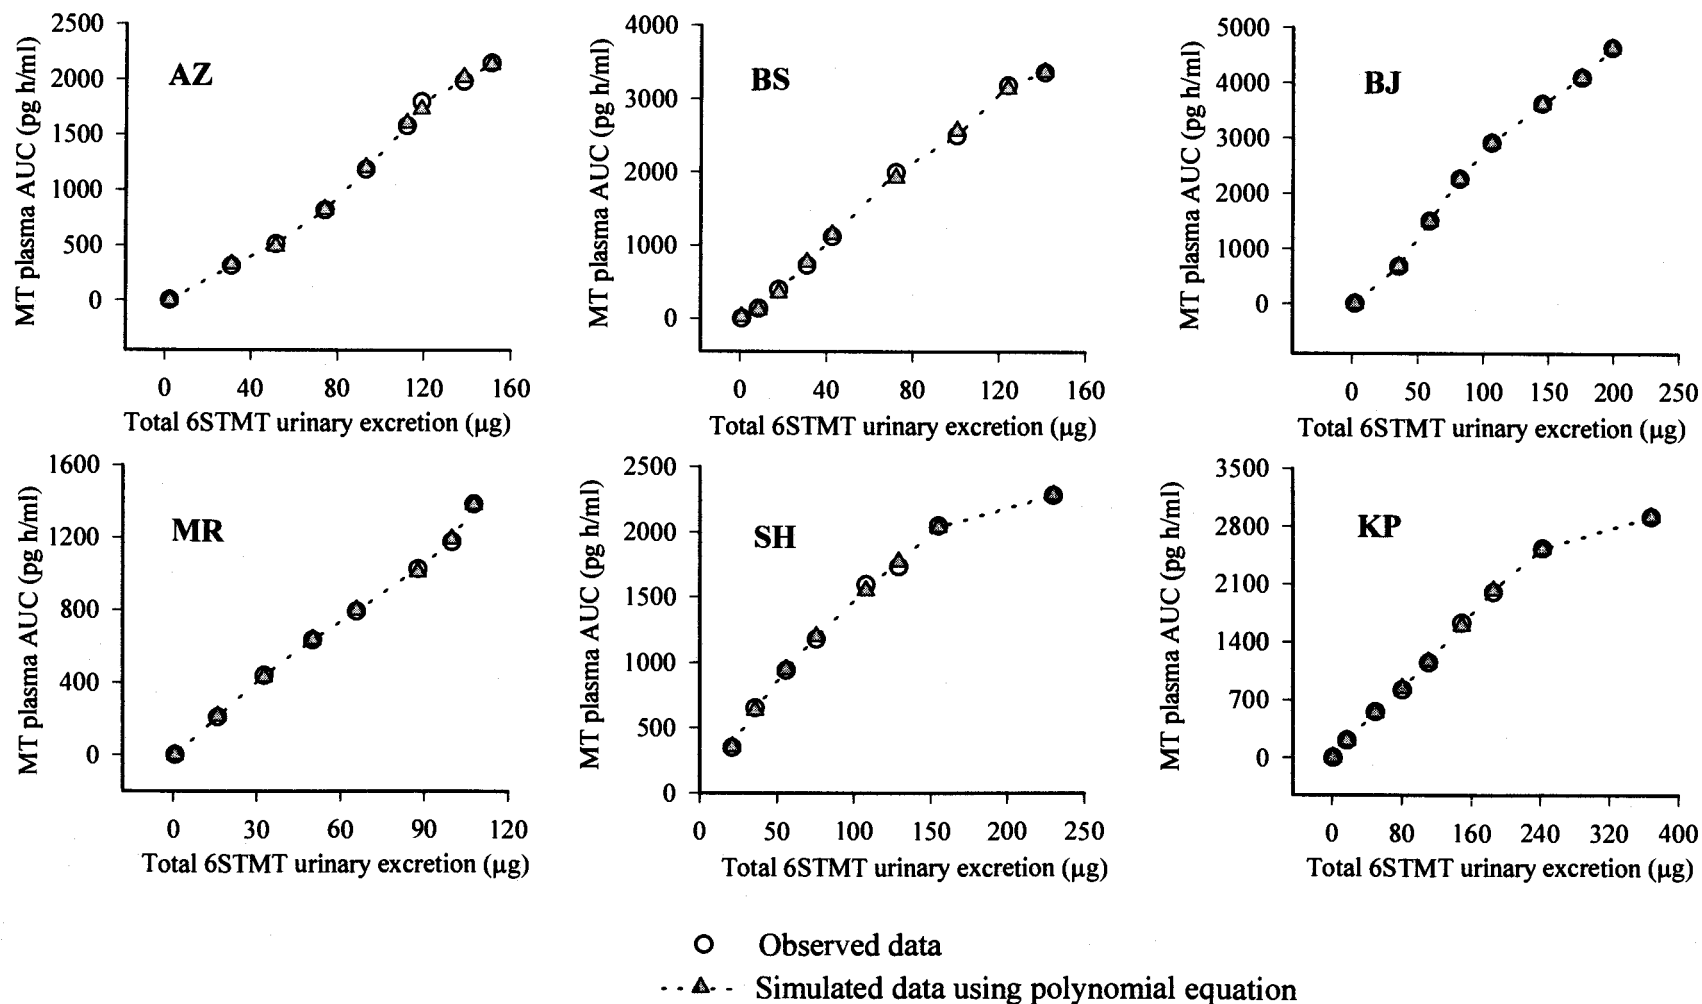 AZ
MT plasma AUC (pg h/ml)
2500
2000
1500
1000
500
0
0 40 80 120 160
Total 6STMT urinary excretion (μg)
BS
MT plasma AUC (pg h/ml)
4000
3000
2000
1000
0
0 40 80 120 160
Total 6STMT urinary excretion (μg)
BJ
MT plasma AUC (pg h/ml)
5000
4000
3000
2000
1000
0
0 50 100 150 200 250
Total 6STMT urinary excretion (μg)
MR
MT plasma AUC (pg h/ml)
1600
1200
800
400
0
0 30 60 90 120
Total 6STMT urinary excretion (μg)
SH
MT plasma AUC (pg h/ml)
2500
2000
1500
1000
500
0
0 50 100 150 200 250
Total 6STMT urinary excretion (μg)
KP
MT plasma AUC (pg h/ml)
3500
2800
2100
1400
700
0
0 80 160 240 320 400
Total 6STMT urinary excretion (μg)
Observed data
Simulated data using polynomial equation